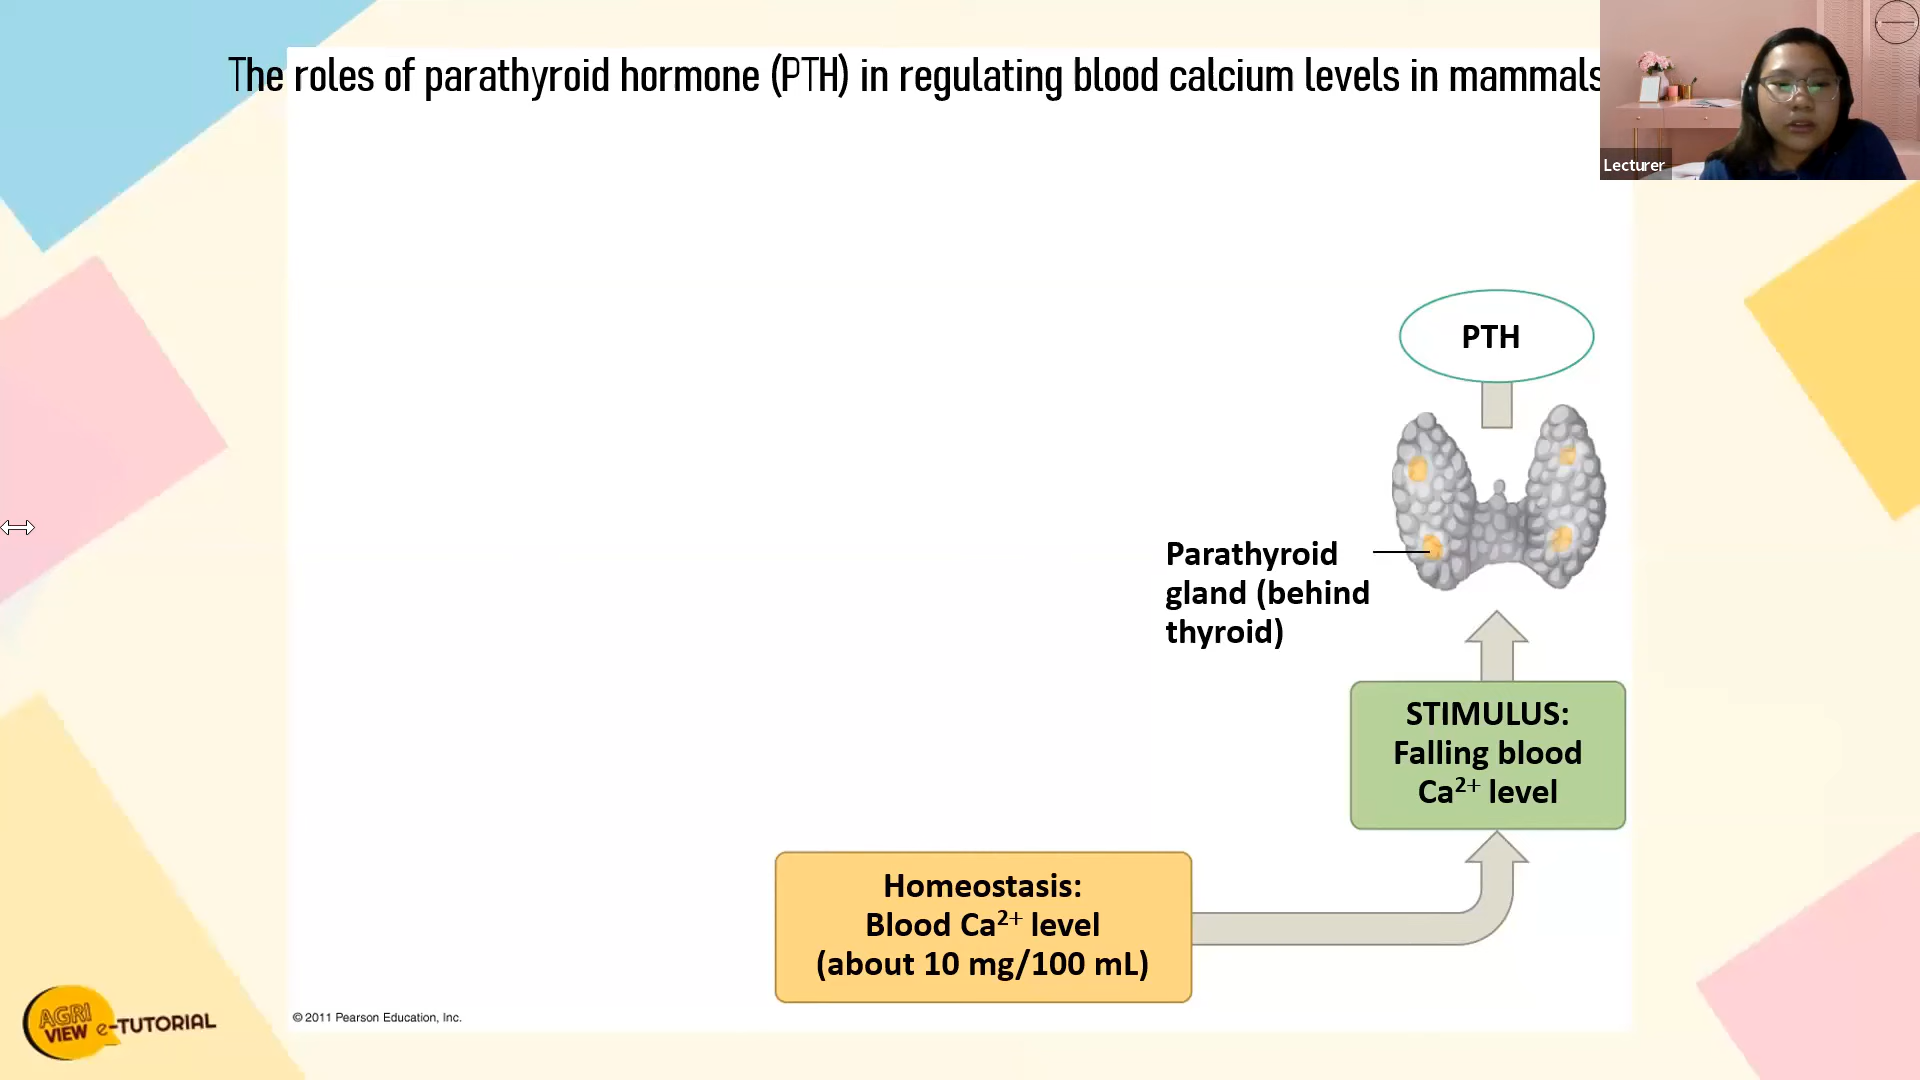 The roles of parathyroid hormone (PTH) in regulating blood calcium levels in mammals
Lecturer
PTH
Parathyroid
gland (behind
thyroid)
STIMULUS:
Falling blood
Ca²⁺ level
Homeostasis:
Blood Ca²⁺ level
(about 10 mg/100 mL)
© 2011 Pearson Education, Inc.
AGRI
VIEW e-TUTORIAL